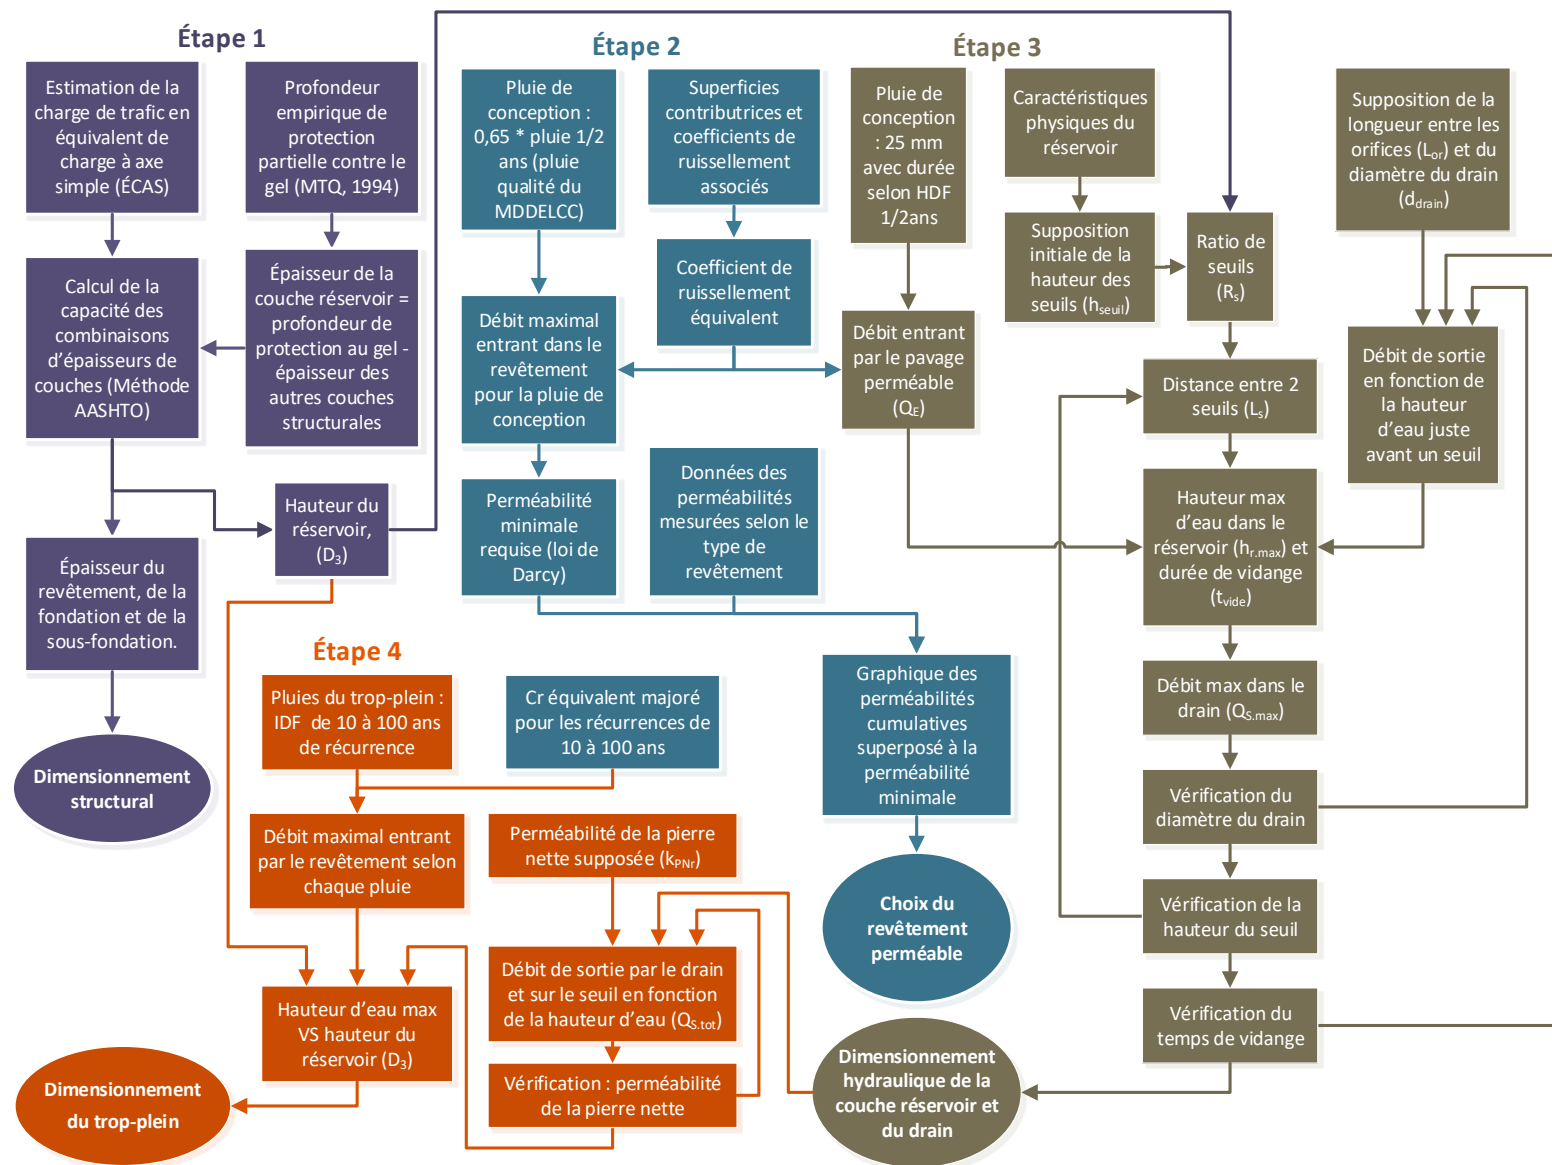 Étape 1
Estimation de la
charge de trafic en
équivalent de
charge à axe
simple (ÉCAS)
Profondeur
empirique de
protection
partielle contre le
gel (MTQ, 1994)
Calcul de la
capacité des
combinaisons
d’épaisseurs de
couches (Méthode
AASHTO)
Épaisseur de la
couche réservoir =
profondeur de
protection au gel -
épaisseur des
autres couches
structurales
Hauteur du
réservoir,
(D3)
Épaisseur du
revêtement, de la
fondation et de la
sous-fondation.
Dimensionnement
structural
Étape 2
Pluie de
conception :
0,65 * pluie 1/2
ans (pluie
qualité du
MDDELCC)
Superficies
contributrices et
coefficients de
ruissellement
associés
Coefficient de
ruissellement
équivalent
Débit maximal
entrant dans le
revêtement
pour la pluie de
conception
Perméabilité
minimale
requise (loi de
Darcy)
Données des
perméabilités
mesurées selon le
type de
revêtement
Graphique des
perméabilités
cumulatives
superposé à la
perméabilité
minimale
Choix du
revêtement
perméable
Étape 3
Pluie de
conception
: 25 mm
avec durée
selon HDF
1/2ans
Caractéristiques
physiques du
réservoir
Supposition de la
longueur entre les
orifices (Lor) et du
diamètre du drain
(ddrain)
Supposition
initiale de la
hauteur des
seuils (hseuil)
Ratio de
seuils
(Rs)
Débit entrant
par le pavage
perméable
(QE)
Distance entre 2
seuils (Ls)
Débit de sortie
en fonction de
la hauteur
d’eau juste
avant un seuil
Hauteur max
d’eau dans le
réservoir (hr.max) et
durée de vidange
(tvide)
Débit max dans le
drain (QS.max)
Vérification du
diamètre du drain
Vérification de la
hauteur du seuil
Vérification du
temps de vidange
Dimensionnement
hydraulique de la
couche réservoir et
du drain
Étape 4
Pluies du trop-plein :
IDF de 10 à 100 ans
de récurrence
Cr équivalent majoré
pour les récurrences de
10 à 100 ans
Débit maximal entrant
par le revêtement selon
chaque pluie
Perméabilité de la pierre
nette supposée (kPNr)
Débit de sortie par le drain
et sur le seuil en fonction
de la hauteur d’eau (QS.tot)
Hauteur d’eau max
VS hauteur du
réservoir (D3)
Vérification : perméabilité
de la pierre nette
Dimensionnement
du trop-plein